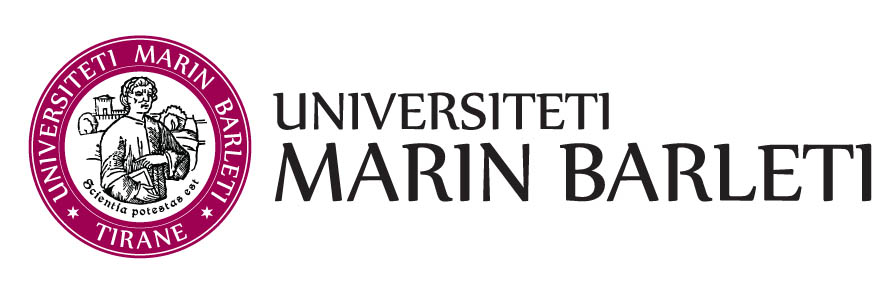 UNIVERSITETI MARIN BARLETI
TIRANE
Scientia potestas est
UNIVERSITETI
MARIN BARLETI